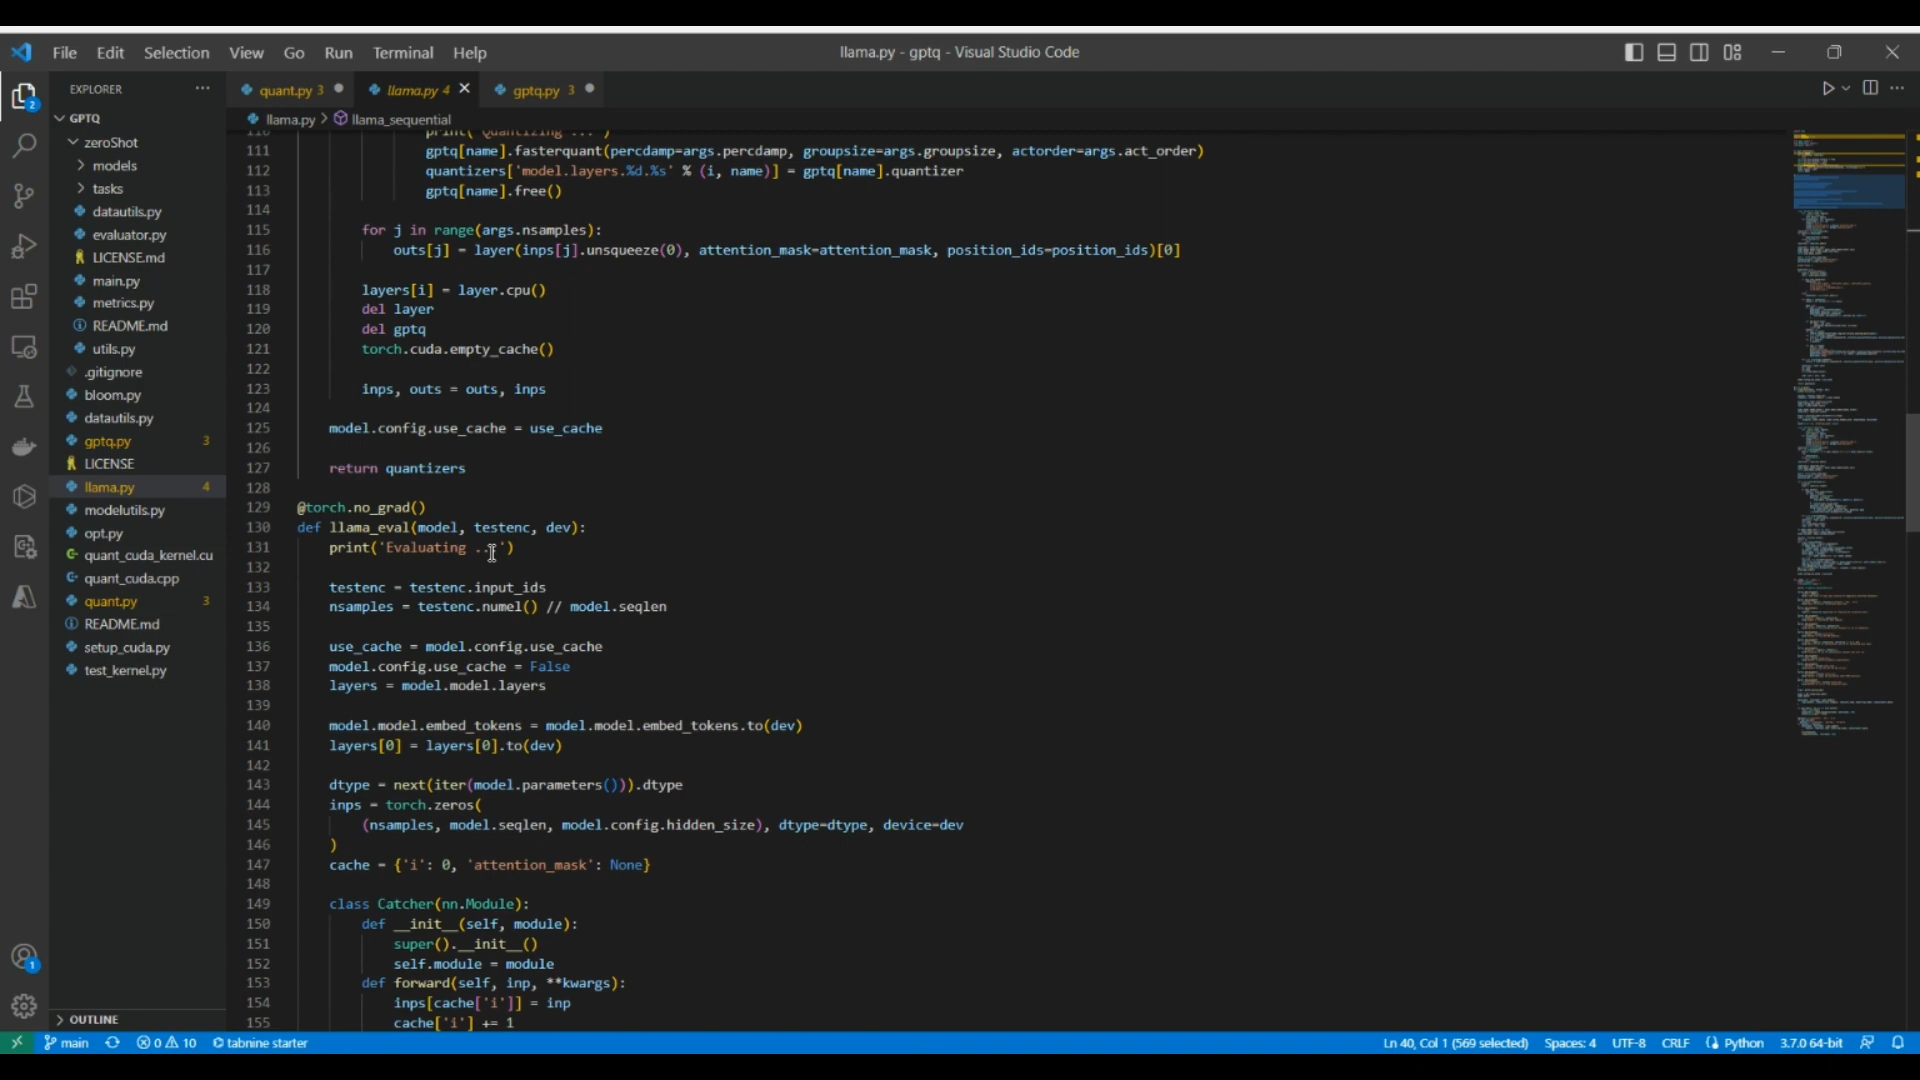 File Edit Selection View Go Run Terminal Help
llama.py - gptq - Visual Studio Code
EXPLORER
2
GPTQ
zeroShot
models
tasks
datautils.py
evaluator.py
LICENSE.md
main.py
metrics.py
README.md
utils.py
.gitignore
bloom.py
datautils.py
gptq.py 3
LICENSE
llama.py 4
modelutils.py
opt.py
quant_cuda_kernel.cu
quant_cuda.cpp
quant.py 3
README.md
setup_cuda.py
test_kernel.py
OUTLINE
1
quant.py 3
llama.py 4
gptq.py 3
llama.py > llama_sequential
110 print('Quantizing ...')
111 gptq[name].fasterquant(percdamp=args.percdamp, groupsize=args.groupsize, actorder=args.act_order)
112 quantizers['model.layers.%d.%s' % (i, name)] = gptq[name].quantizer
113 gptq[name].free()
114
115 for j in range(args.nsamples):
116 outs[j] = layer(inps[j].unsqueeze(0), attention_mask=attention_mask, position_ids=position_ids)[0]
117
118 layers[i] = layer.cpu()
119 del layer
120 del gptq
121 torch.cuda.empty_cache()
122
123 inps, outs = outs, inps
124
125 model.config.use_cache = use_cache
126
127 return quantizers
128
129 @torch.no_grad()
130 def llama_eval(model, testenc, dev):
131 print('Evaluating ...')
132
133 testenc = testenc.input_ids
134 nsamples = testenc.numel() // model.seqlen
135
136 use_cache = model.config.use_cache
137 model.config.use_cache = False
138 layers = model.model.layers
139
140 model.model.embed_tokens = model.model.embed_tokens.to(dev)
141 layers[0] = layers[0].to(dev)
142
143 dtype = next(iter(model.parameters())).dtype
144 inps = torch.zeros(
145 (nsamples, model.seqlen, model.config.hidden_size), dtype=dtype, device=dev
146 )
147 cache = {'i': 0, 'attention_mask': None}
148
149 class Catcher(nn.Module):
150 def __init__(self, module):
151 super().__init__()
152 self.module = module
153 def forward(self, inp, **kwargs):
154 inps[cache['i']] = inp
155 cache['i'] += 1
main 0 10 tabnine starter
Ln 40, Col 1 (569 selected) Spaces: 4 UTF-8 CRLF Python 3.7.0 64-bit